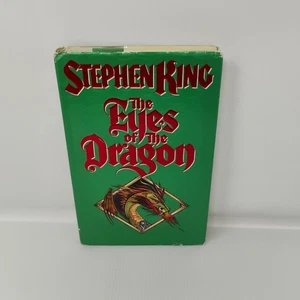 STEPHEN KING
The
Eyes
of The
Dragon